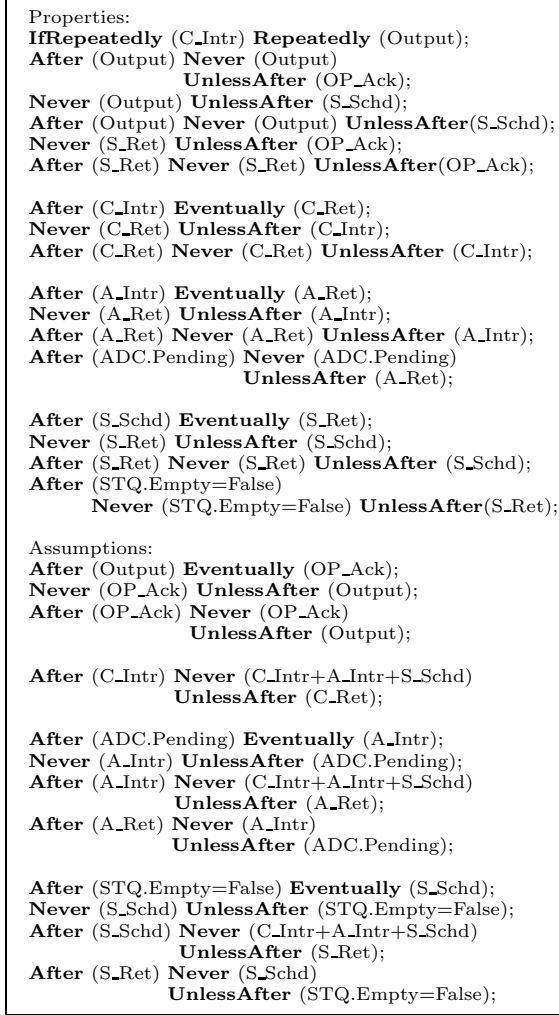 Properties:
IfRepeatedly (C_Intr) Repeatedly (Output);
After (Output) Never (Output)
UnlessAfter (OP_Ack);
Never (Output) UnlessAfter (S_Schd);
After (Output) Never (Output) UnlessAfter(S_Schd);
Never (S_Ret) UnlessAfter (OP_Ack);
After (S_Ret) Never (S_Ret) UnlessAfter(OP_Ack);
After (C_Intr) Eventually (C_Ret);
Never (C_Ret) UnlessAfter (C_Intr);
After (C_Ret) Never (C_Ret) UnlessAfter (C_Intr);
After (A_Intr) Eventually (A_Ret);
Never (A_Ret) UnlessAfter (A_Intr);
After (A_Ret) Never (A_Ret) UnlessAfter (A_Intr);
After (ADC.Pending) Never (ADC.Pending)
UnlessAfter (A_Ret);
After (S_Schd) Eventually (S_Ret);
Never (S_Ret) UnlessAfter (S_Schd);
After (S_Ret) Never (S_Ret) UnlessAfter (S_Schd);
After (STQ.Empty=False)
Never (STQ.Empty=False) UnlessAfter(S_Ret);
Assumptions:
After (Output) Eventually (OP_Ack);
Never (OP_Ack) UnlessAfter (Output);
After (OP_Ack) Never (OP_Ack)
UnlessAfter (Output);
After (C_Intr) Never (C_Intr+A_Intr+S_Schd)
UnlessAfter (C_Ret);
After (ADC.Pending) Eventually (A_Intr);
Never (A_Intr) UnlessAfter (ADC.Pending);
After (A_Intr) Never (C_Intr+A_Intr+S_Schd)
UnlessAfter (A_Ret);
After (A_Ret) Never (A_Intr)
UnlessAfter (ADC.Pending);
After (STQ.Empty=False) Eventually (S_Schd);
Never (S_Schd) UnlessAfter (STQ.Empty=False);
After (S_Schd) Never (C_Intr+A_Intr+S_Schd)
UnlessAfter (S_Ret);
After (S_Ret) Never (S_Schd)
UnlessAfter (STQ.Empty=False);